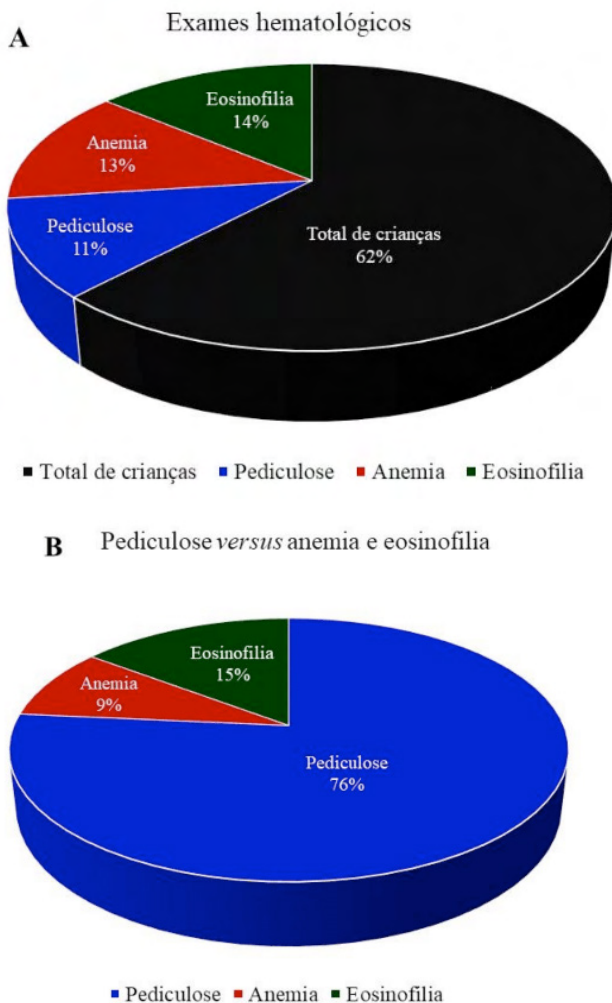 A
Exames hematológicos
Eosinofilia
14%
Anemia
13%
Pediculose
11%
Total de crianças
62%
Total de crianças Pediculose Anemia Eosinofilia
B Pediculose versus anemia e eosinofilia
Eosinofilia
15%
Anemia
9%
Pediculose
76%
Pediculose Anemia Eosinofilia